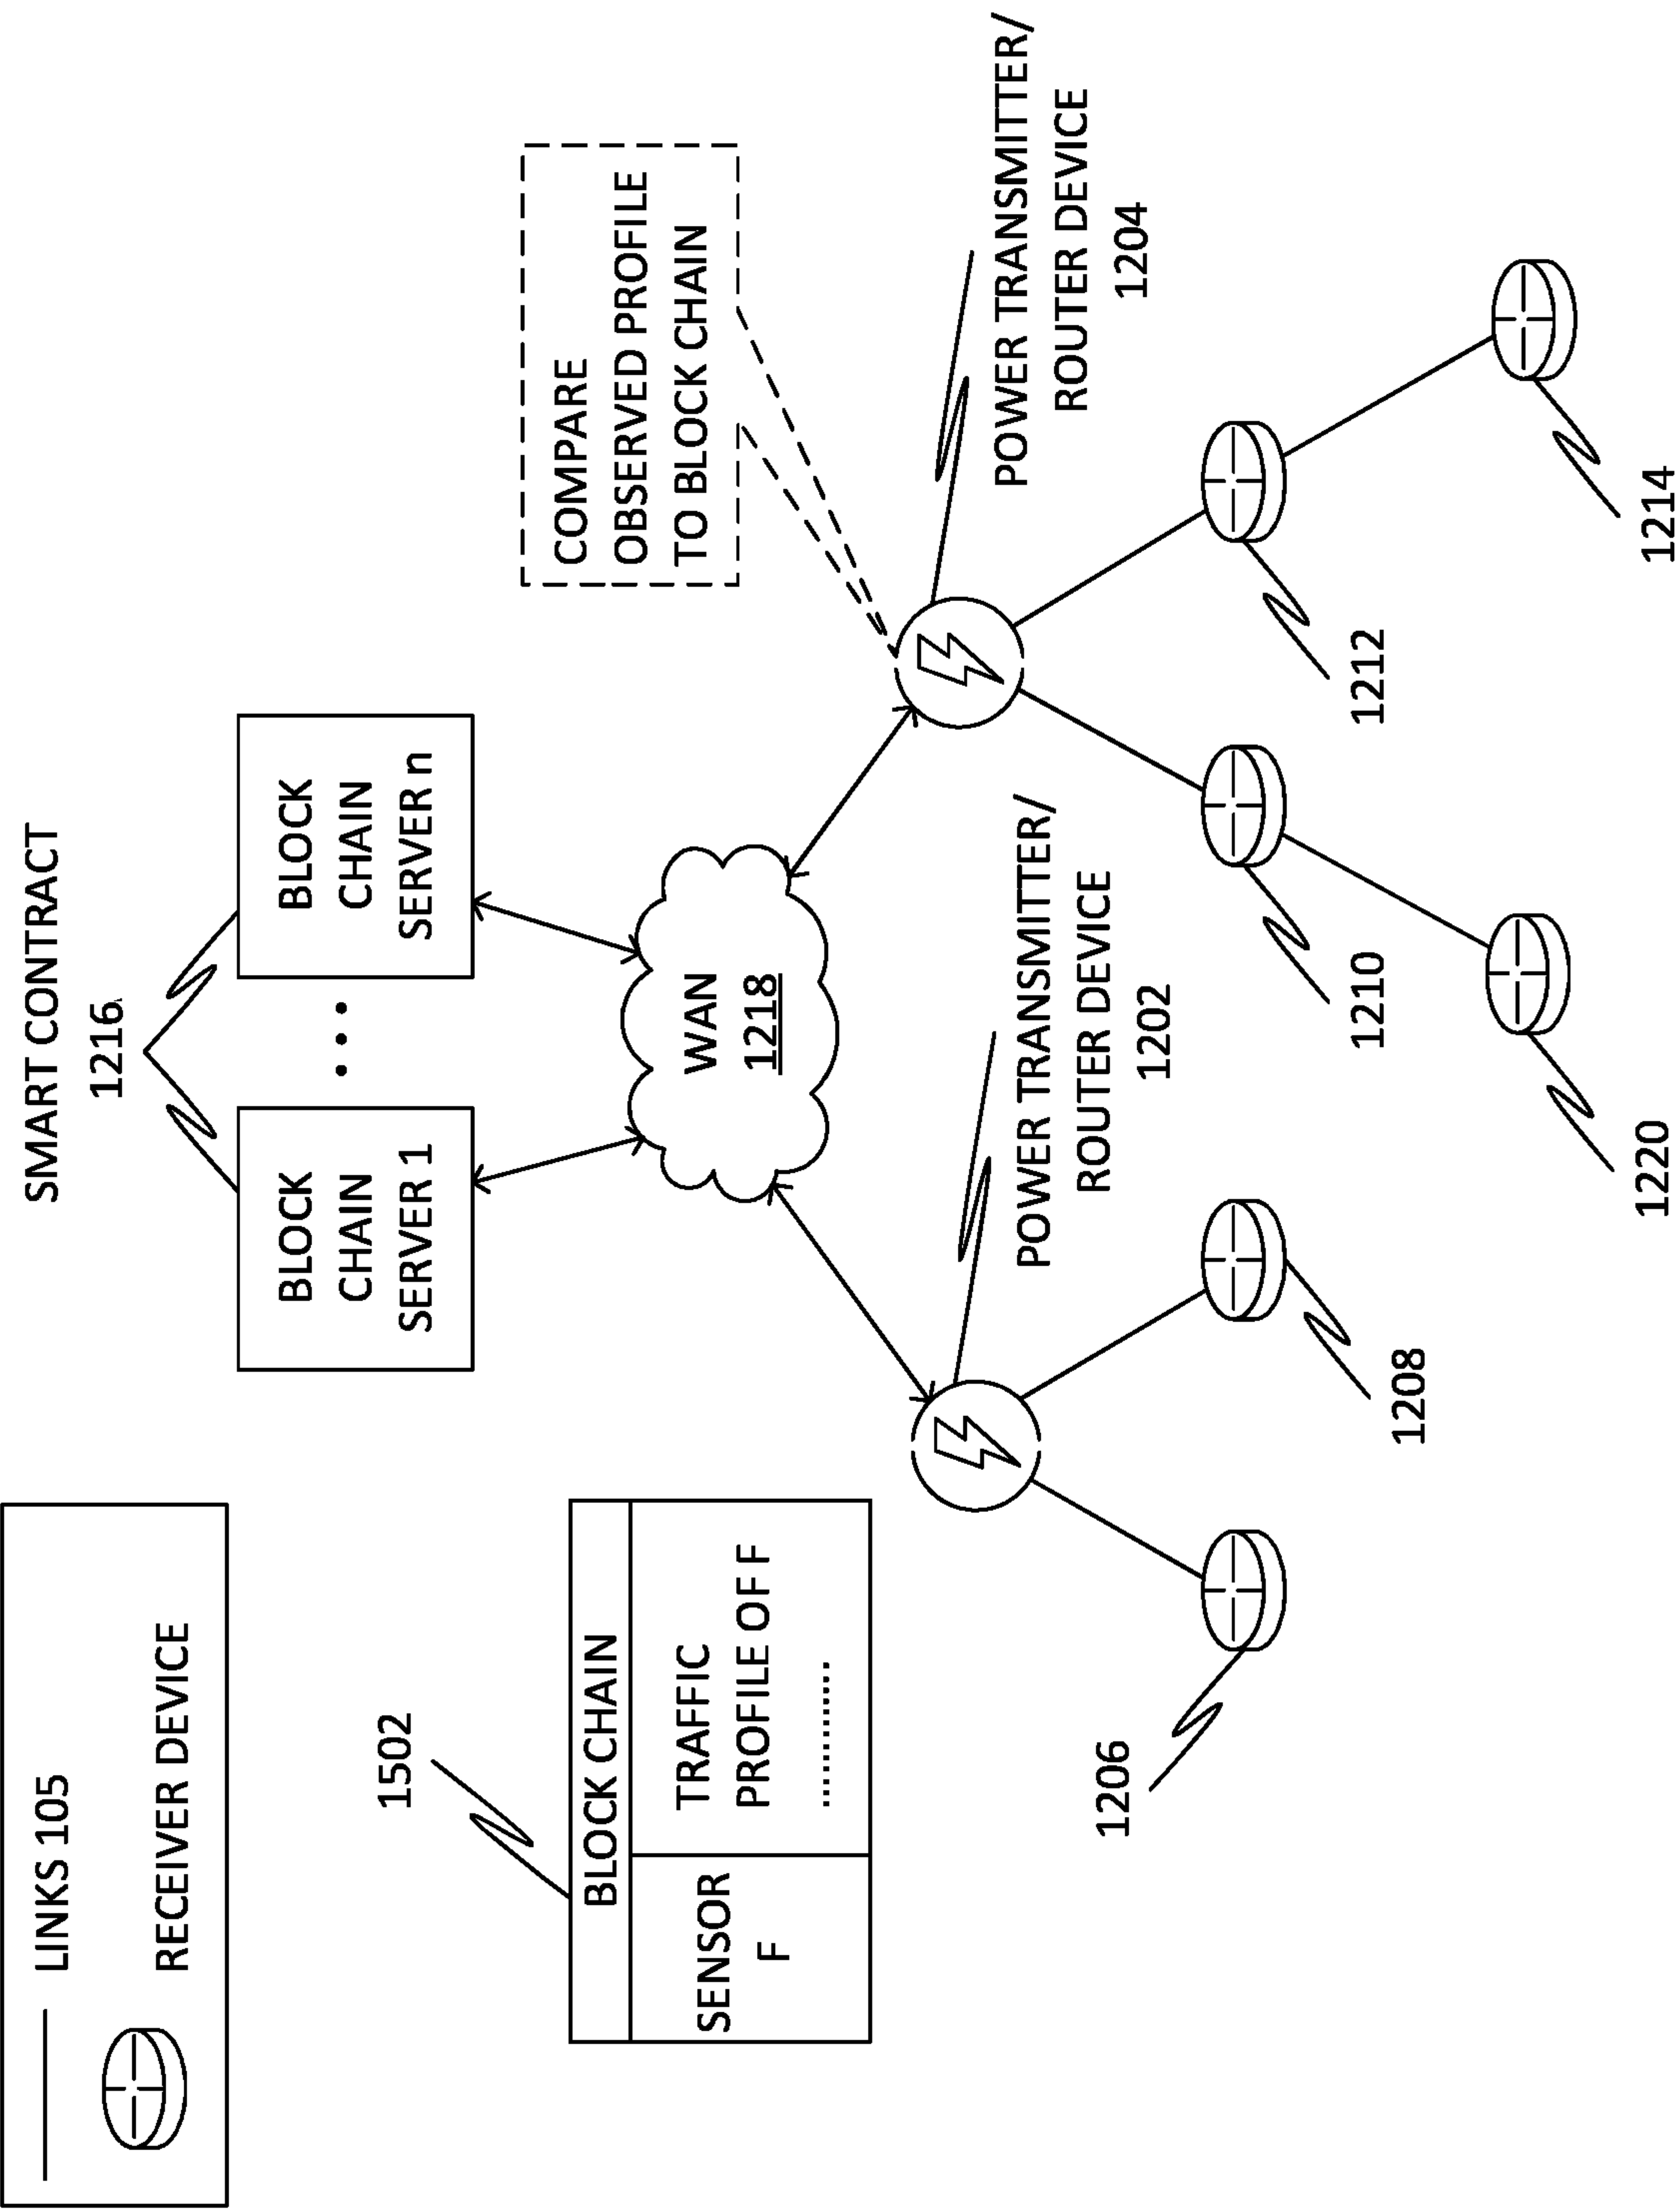 LINKS 105
RECEIVER DEVICE
SMART CONTRACT
1216
BLOCK
CHAIN
SERVER 1
...
BLOCK
CHAIN
SERVER n
1502
BLOCK CHAIN
SENSOR
F
TRAFFIC
PROFILE OF F
..........
WAN
1218
COMPARE
OBSERVED PROFILE
TO BLOCK CHAIN
POWER TRANSMITTER/
ROUTER DEVICE
1202
POWER TRANSMITTER/
ROUTER DEVICE
1204
1206
1208
1210
1212
1220
1214